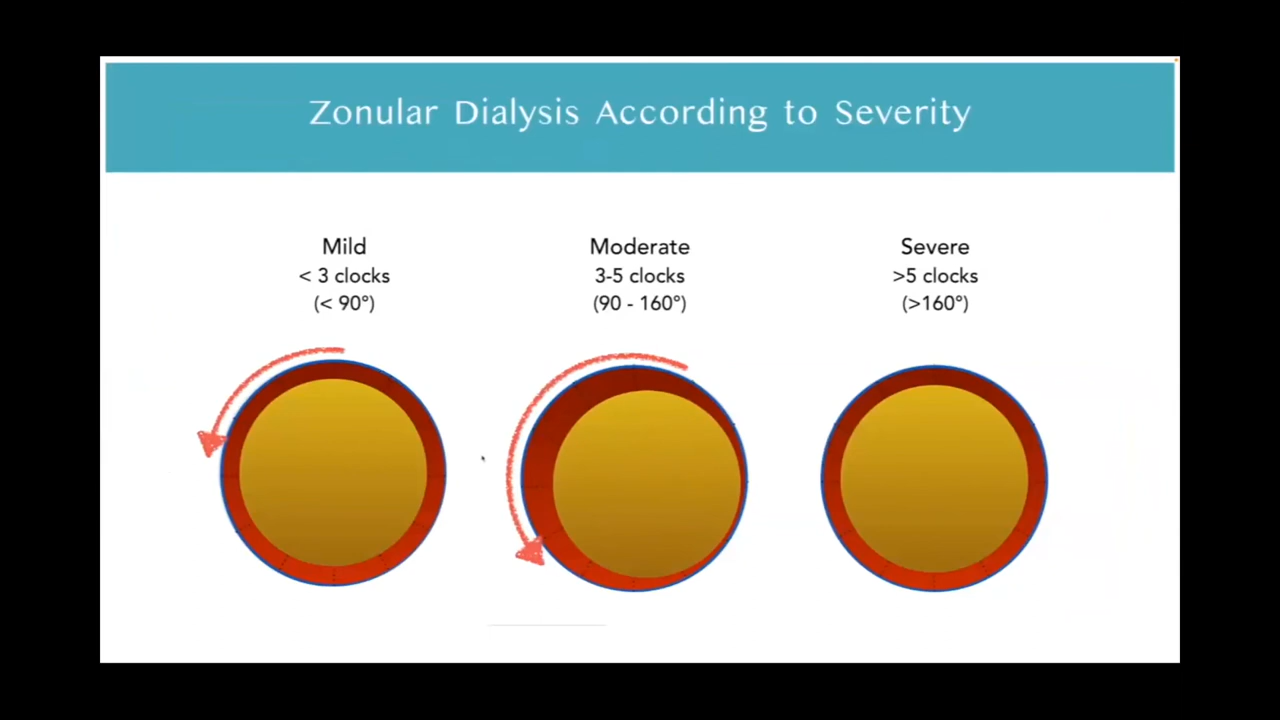 Zonular Dialysis According to Severity
Mild
< 3 clocks
(< 90°)
Moderate
3-5 clocks
(90 - 160°)
Severe
>5 clocks
(>160°)